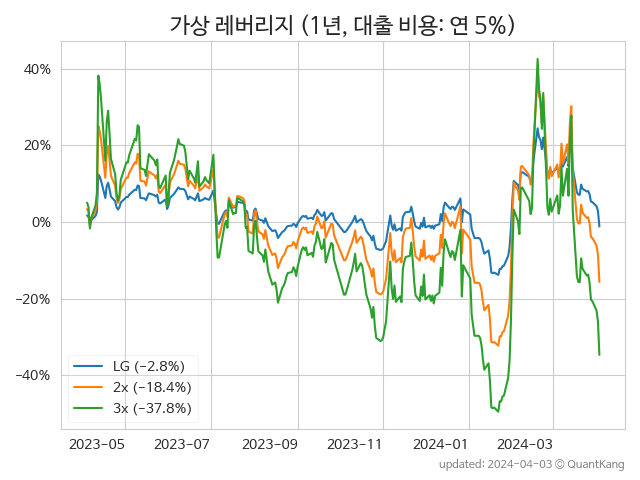 가상 레버리지 (1년, 대출 비용: 연 5%)
40%
20%
0%
−20%
−40%
LG (−2.8%)
2x (−18.4%)
3x (−37.8%)
2023-05 2023-07 2023-09 2023-11 2024-01 2024-03
updated: 2024-04-03 © QuantKang